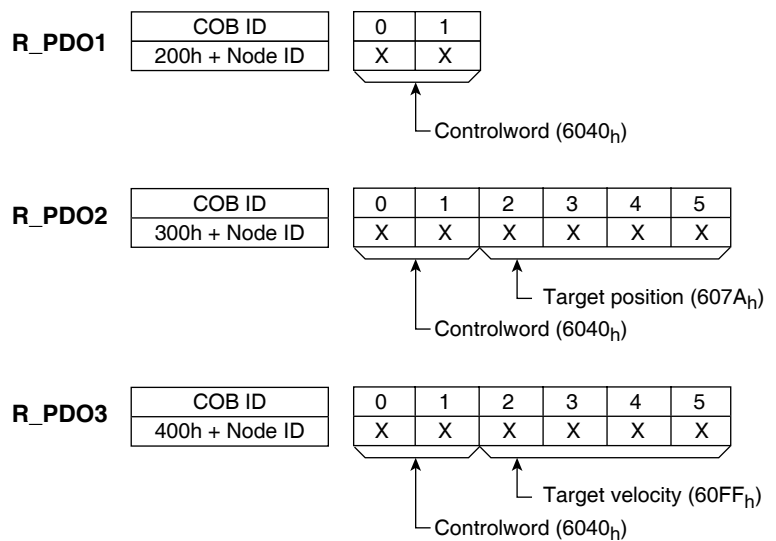 R_PDO1
COB ID
200h + Node ID
0 1
X X
Controlword (6040h)
R_PDO2
COB ID
300h + Node ID
0 1 2 3 4 5
X X X X X X
Target position (607Ah)
Controlword (6040h)
R_PDO3
COB ID
400h + Node ID
0 1 2 3 4 5
X X X X X X
Target velocity (60FFh)
Controlword (6040h)